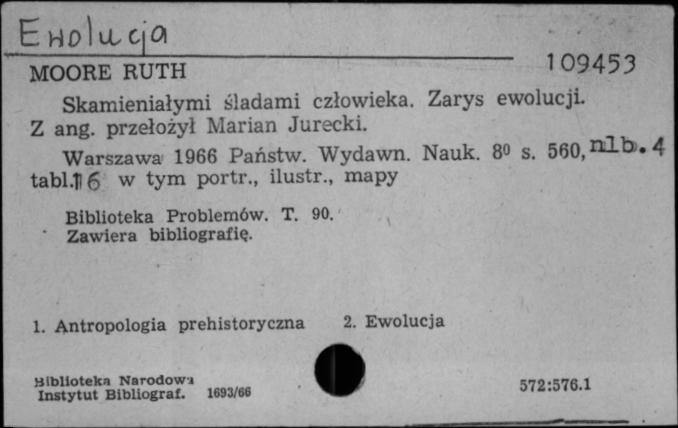 Ewolucja
109453
MOORE RUTH
Skamieniałymi śladami człowieka. Zarys ewolucji.
Z ang. przełożył Marian Jurecki.
Warszawa 1966 Państw. Wydawn. Nauk. 8⁰ s. 560, nlb. 4
tabl. 16 w tym portr., ilustr., mapy
Biblioteka Problemów. T. 90.
Zawiera bibliografię.
1. Antropologia prehistoryczna 2. Ewolucja
Biblioteka Narodowa
Instytut Bibliograf. 1693/66
572:576.1